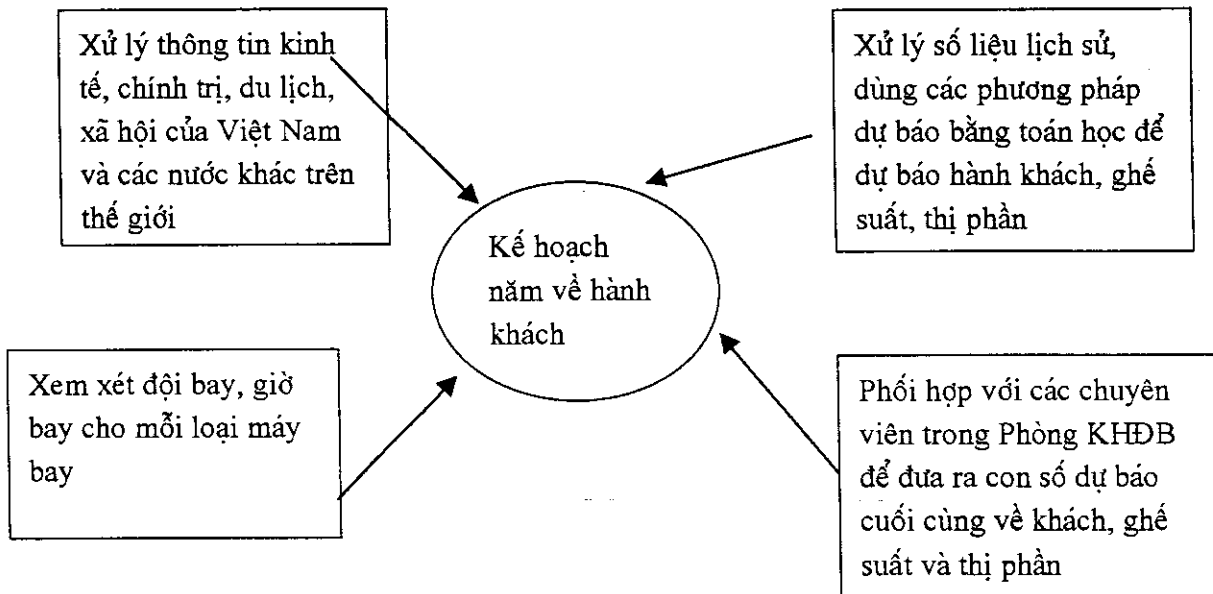 Xử lý thông tin kinh
tế, chính trị, du lịch,
xã hội của Việt Nam
và các nước khác trên
thế giới
Xử lý số liệu lịch sử,
dùng các phương pháp
dự báo bằng toán học để
dự báo hành khách, ghế
suất, thị phần
Kế hoạch
năm về hành
khách
Xem xét đội bay, giờ
bay cho mỗi loại máy
bay
Phối hợp với các chuyên
viên trong Phòng KHĐB
để đưa ra con số dự báo
cuối cùng về khách, ghế
suất và thị phần